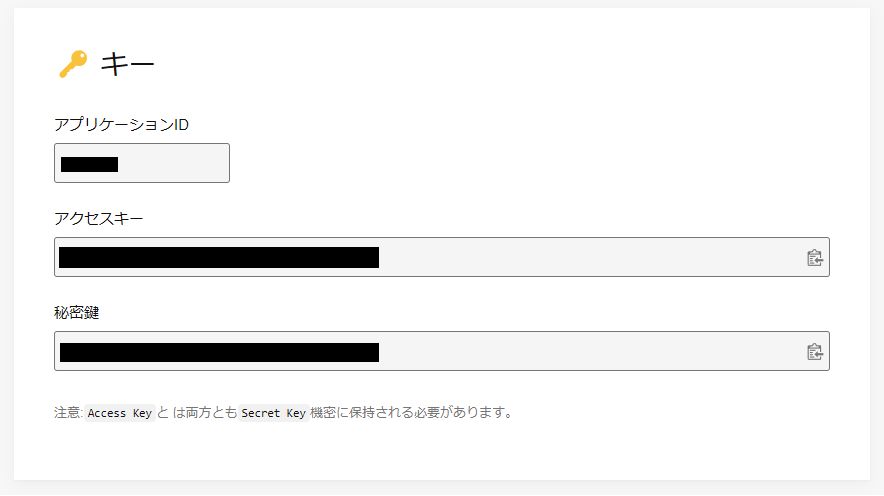 キー
アプリケーションID
アクセスキー
秘密鍵
注意: Access Key と は両方とも Secret Key 機密に保持される必要があります。